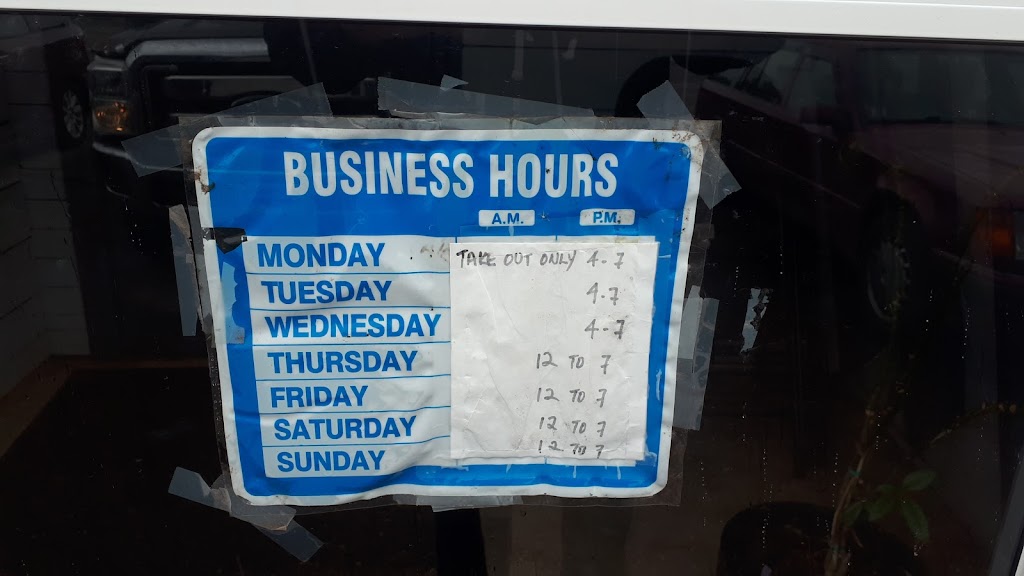 BUSINESS HOURS
A.M. P.M.
MONDAY TAKE OUT ONLY 4-7
TUESDAY 4-7
WEDNESDAY 4-7
THURSDAY 12 TO 7
FRIDAY 12 TO 7
SATURDAY 12 TO 7
SUNDAY 12 TO 7